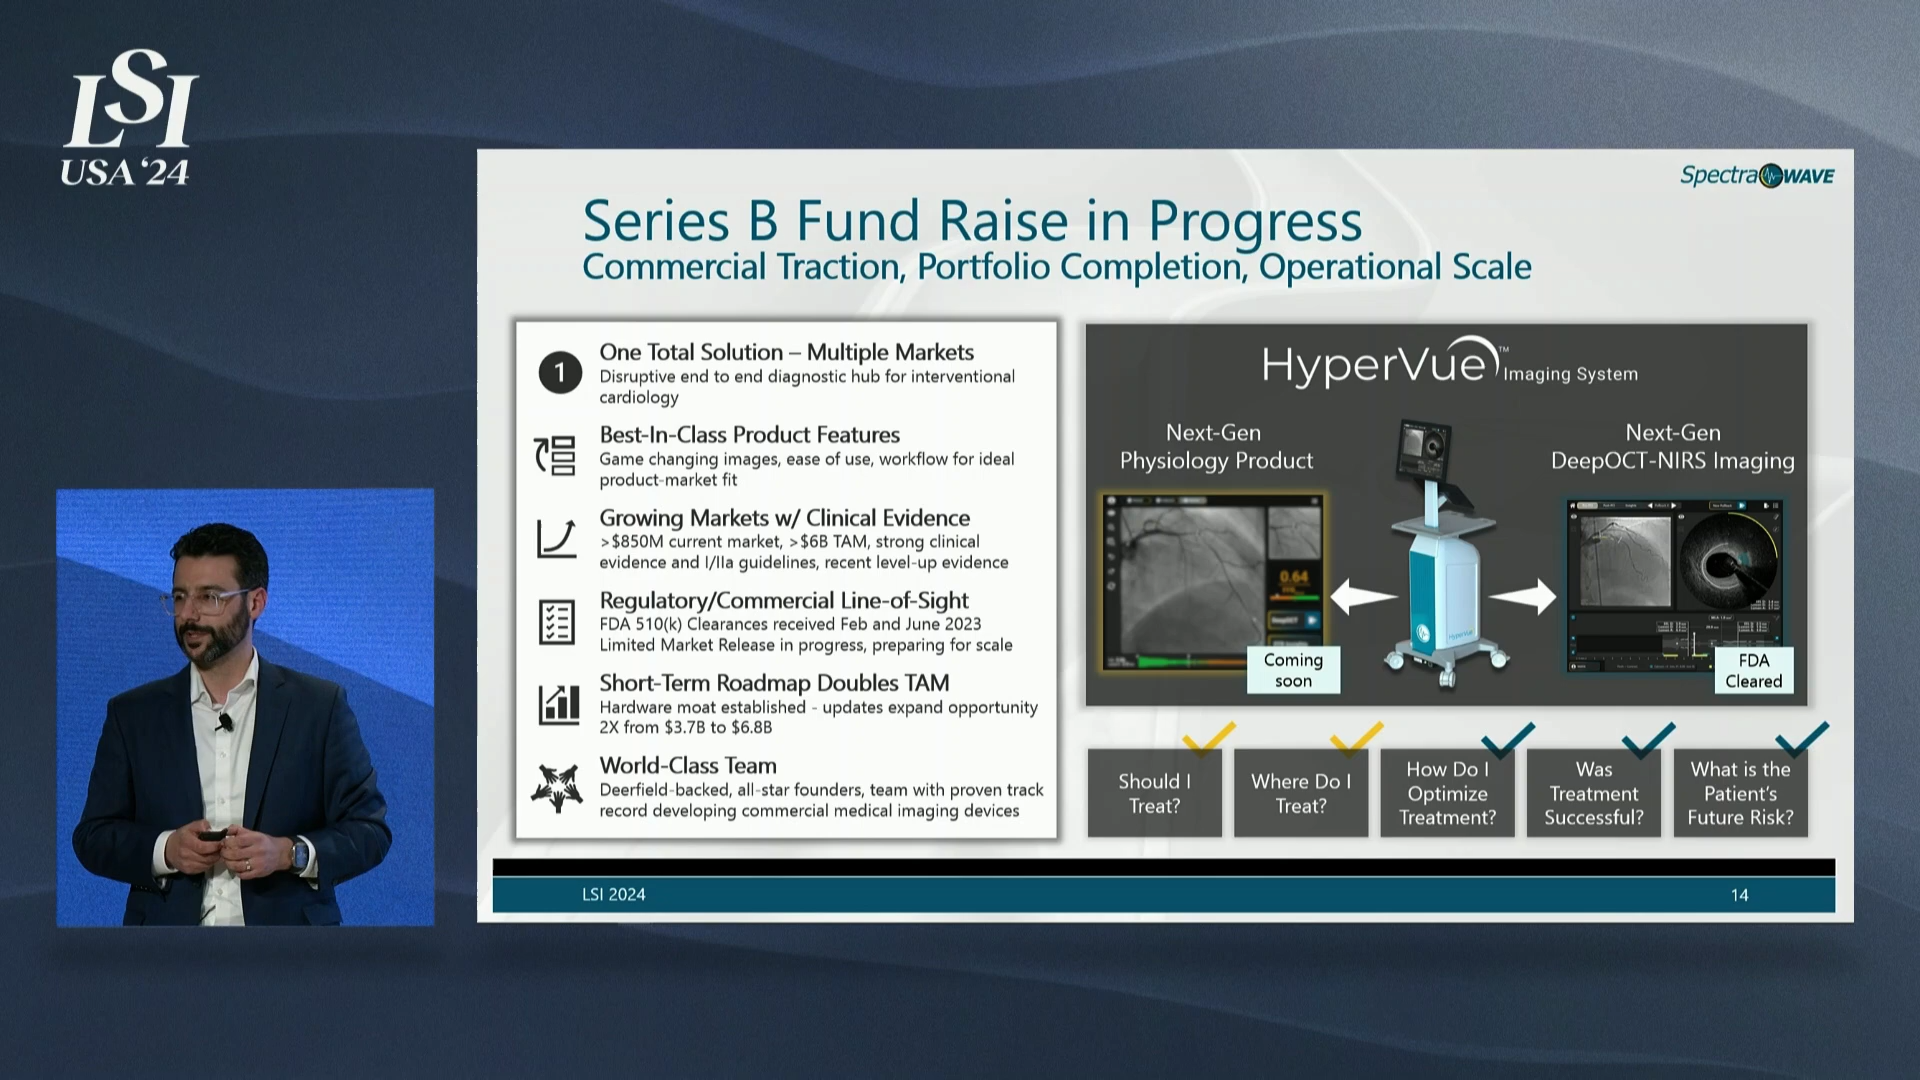 LSI
USA '24
SpectraWAVE
Series B Fund Raise in Progress
Commercial Traction, Portfolio Completion, Operational Scale
1
One Total Solution – Multiple Markets
Disruptive end to end diagnostic hub for interventional
cardiology
Best-In-Class Product Features
Game changing images, ease of use, workflow for ideal
product-market fit
Growing Markets w/ Clinical Evidence
>$850M current market, >$6B TAM, strong clinical
evidence and I/IIa guidelines, recent level-up evidence
Regulatory/Commercial Line-of-Sight
FDA 510(k) Clearances received Feb and June 2023
Limited Market Release in progress, preparing for scale
Short-Term Roadmap Doubles TAM
Hardware moat established - updates expand opportunity
2X from $3.7B to $6.8B
World-Class Team
Deerfield-backed, all-star founders, team with proven track
record developing commercial medical imaging devices
HyperVue™ Imaging System
Next-Gen
Physiology Product
Next-Gen
DeepOCT-NIRS Imaging
0.64
Coming
soon
HyperVue
FDA
Cleared
Should I
Treat?
Where Do I
Treat?
How Do I
Optimize
Treatment?
Was
Treatment
Successful?
What is the
Patient's
Future Risk?
LSI 2024
14